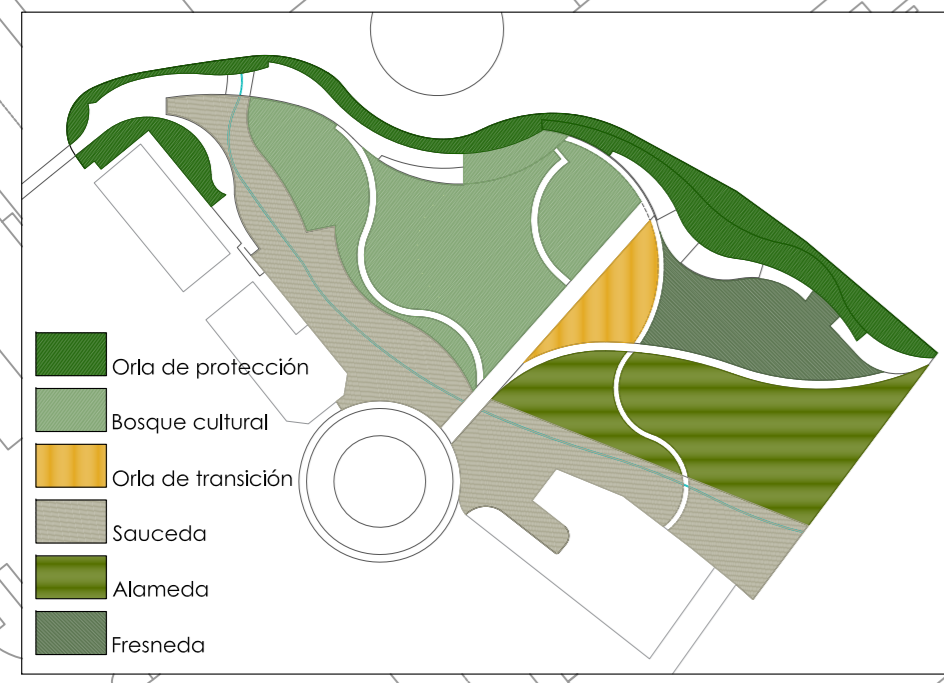 Orla de protección
Bosque cultural
Orla de transición
Sauceda
Alameda
Fresneda